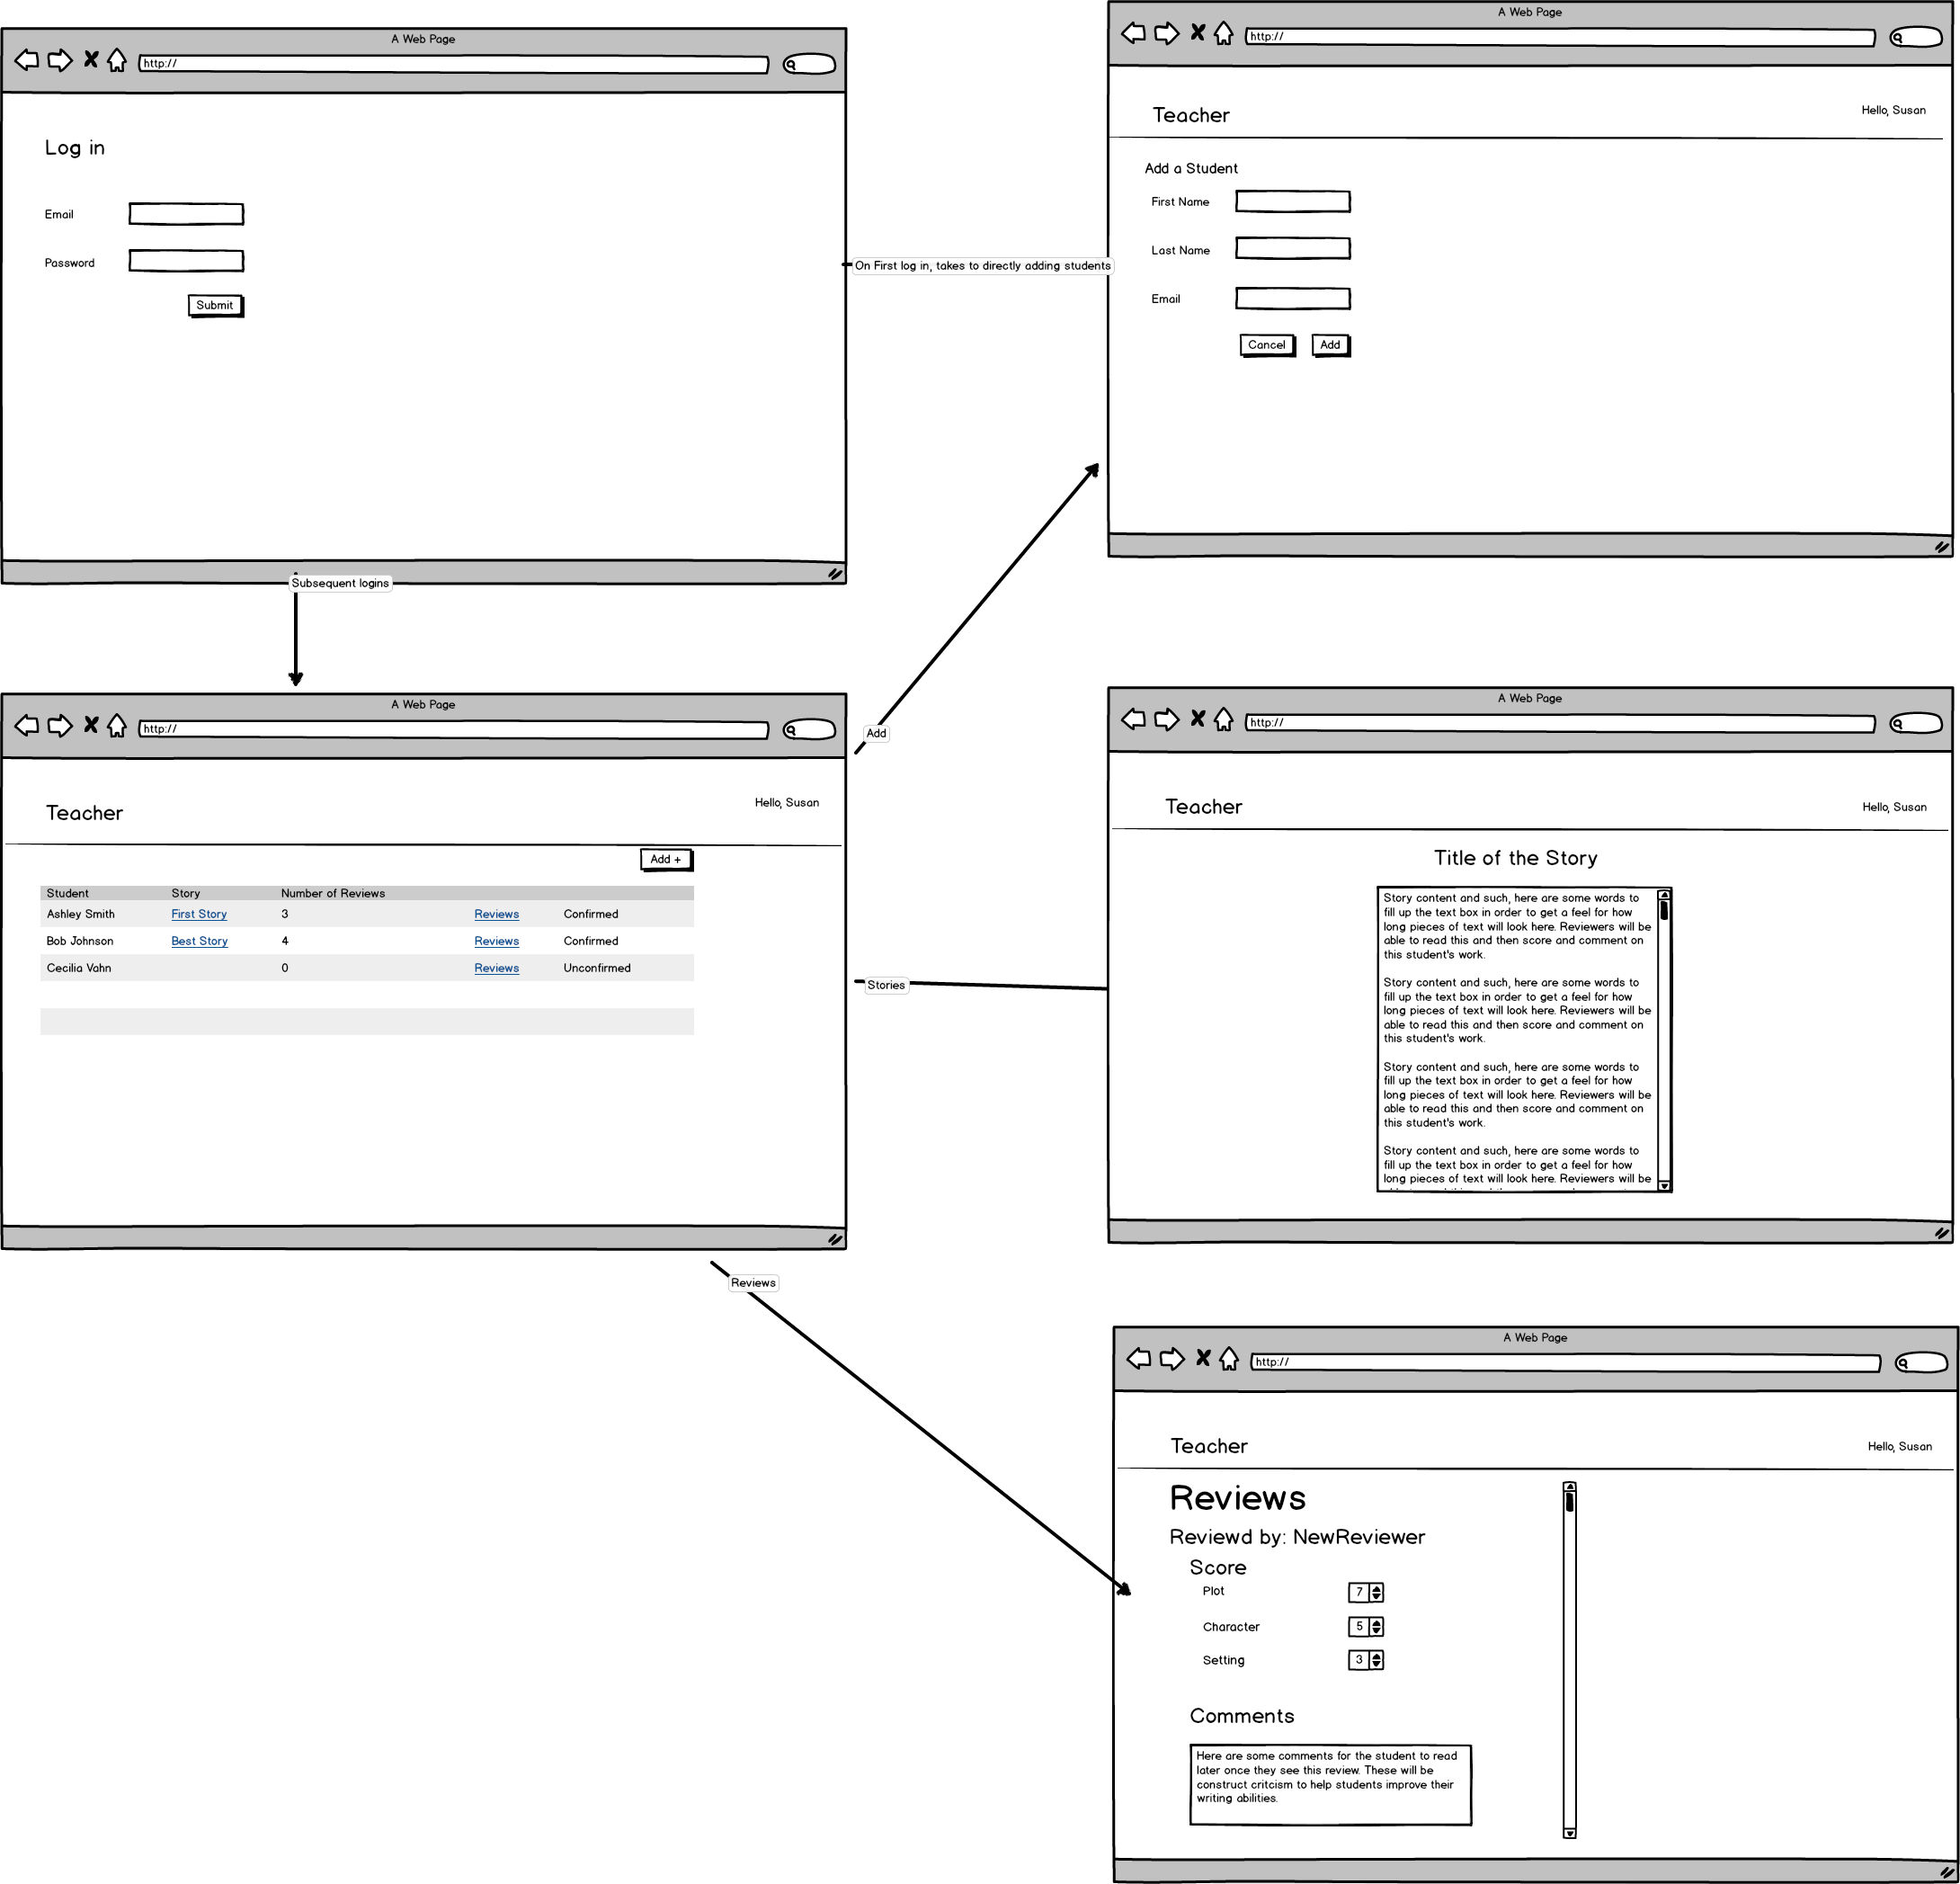 A Web Page
http://
Log in
Email
Password
Submit
On First log in, takes to directly adding students
Subsequent logins
A Web Page
http://
Teacher
Hello, Susan
Add a Student
First Name
Last Name
Email
Cancel
Add
A Web Page
http://
Teacher
Hello, Susan
Add +
Student Story Number of Reviews
Ashley Smith First Story 3 Reviews Confirmed
Bob Johnson Best Story 4 Reviews Confirmed
Cecilia Vahn 0 Reviews Unconfirmed
Add
Stories
Reviews
A Web Page
http://
Teacher
Hello, Susan
Title of the Story
Story content and such, here are some words to
fill up the text box in order to get a feel for how
long pieces of text will look here. Reviewers will be
able to read this and then score and comment on
this student's work.
Story content and such, here are some words to
fill up the text box in order to get a feel for how
long pieces of text will look here. Reviewers will be
able to read this and then score and comment on
this student's work.
Story content and such, here are some words to
fill up the text box in order to get a feel for how
long pieces of text will look here. Reviewers will be
able to read this and then score and comment on
this student's work.
Story content and such, here are some words to
fill up the text box in order to get a feel for how
long pieces of text will look here. Reviewers will be
A Web Page
http://
Teacher
Hello, Susan
Reviews
Reviewd by: NewReviewer
Score
Plot 7
Character 5
Setting 3
Comments
Here are some comments for the student to read
later once they see this review. These will be
construct critcism to help students improve their
writing abilities.